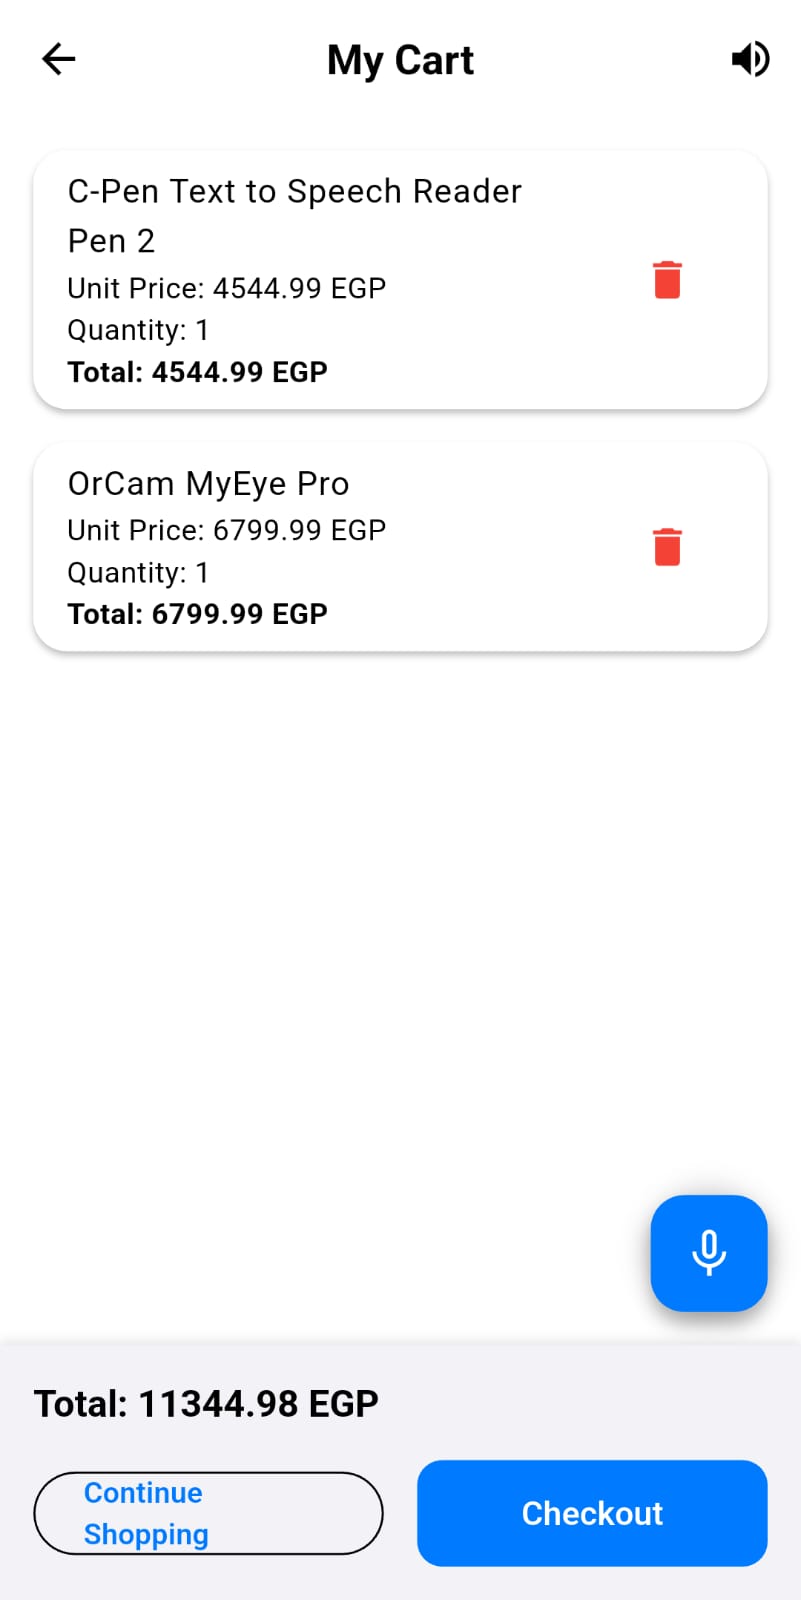 My Cart
C-Pen Text to Speech Reader
Pen 2
Unit Price: 4544.99 EGP
Quantity: 1
Total: 4544.99 EGP
OrCam MyEye Pro
Unit Price: 6799.99 EGP
Quantity: 1
Total: 6799.99 EGP
Total: 11344.98 EGP
Continue
Shopping
Checkout